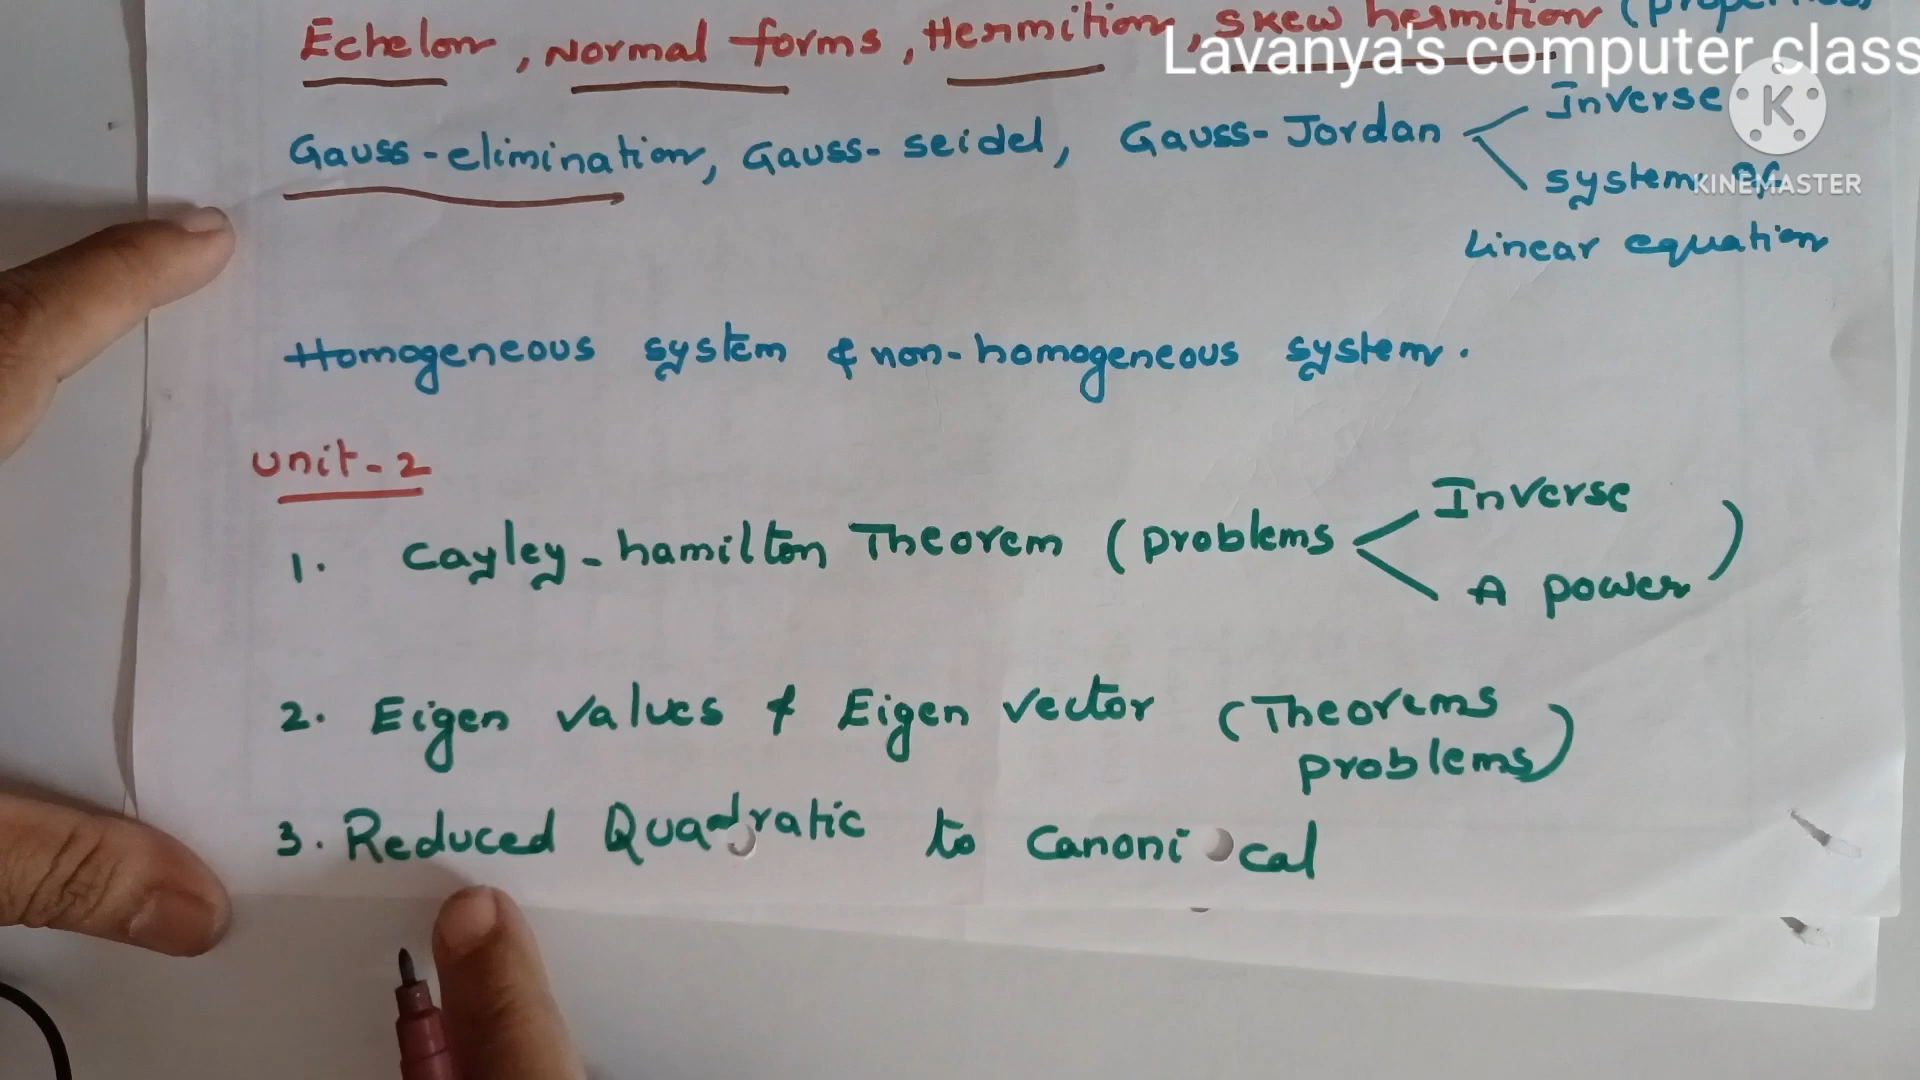 Echelon, Normal forms, Hermition, Skew hermition
Lavanya's computer class
Gauss-elimination, Gauss-seidel, Gauss-Jordan
Inverse
system of
Linear equation
K
KINEMASTER
Homogeneous system & non-homogeneous system.
Unit-2
1. Cayley-hamilton Theorem (problems
Inverse
A power)
2. Eigen values & Eigen vector (Theorems
problems)
3. Reduced Quadratic to Canonical